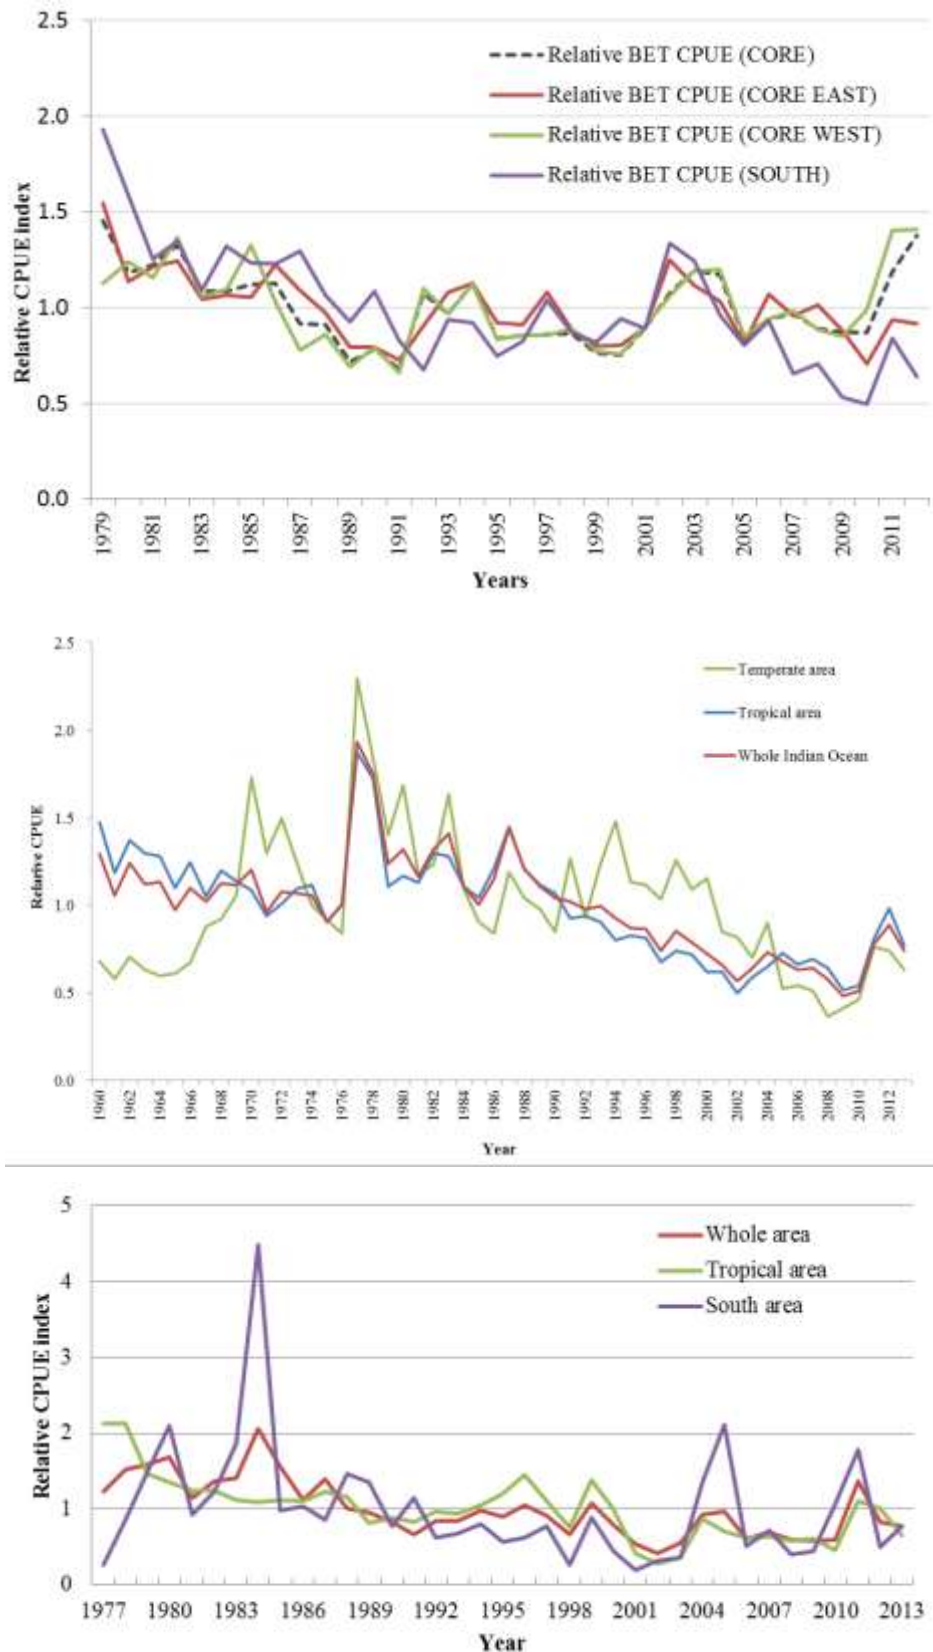 2.5
2.0
1.5
1.0
0.5
0.0
Relative CPUE index
Relative BET CPUE (CORE)
Relative BET CPUE (CORE EAST)
Relative BET CPUE (CORE WEST)
Relative BET CPUE (SOUTH)
1979 1981 1983 1985 1987 1989 1991 1993 1995 1997 1999 2001 2003 2005 2007 2009 2011
Years
2.5
2.0
1.5
1.0
0.5
0.0
Relative CPUE
Temperate area
Tropical area
Whole Indian Ocean
1960 1962 1964 1966 1968 1970 1972 1974 1976 1978 1980 1982 1984 1986 1988 1990 1992 1994 1996 1998 2000 2002 2004 2006 2008 2010 2012
Year
5
4
3
2
1
0
Relative CPUE index
Whole area
Tropical area
South area
1977 1980 1983 1986 1989 1992 1995 1998 2001 2004 2007 2010 2013
Year